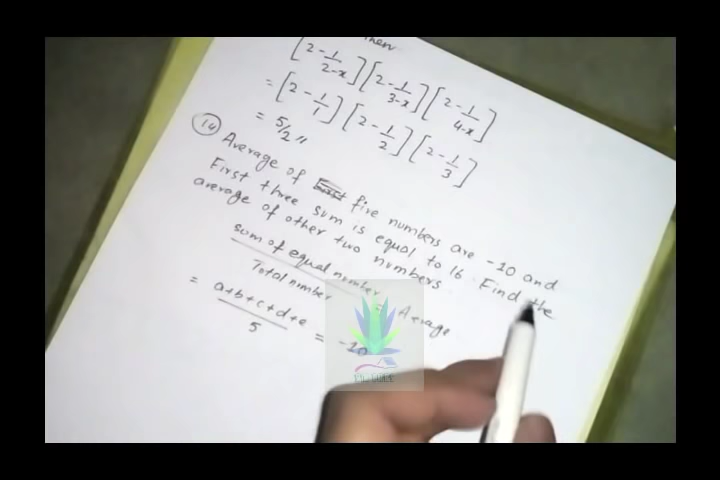 then
[2-1/2-x] [2-1/3-x] [2-1/4-x]
= [2-1/1] [2-1/2] [2-1/3]
= 5/2 "
14 Average of five numbers are -10 and
First three sum is equal to 16. Find the
average of other two numbers.
sum of equal number / Total number = Aerage
= a+b+c+d+e / 5 = -10